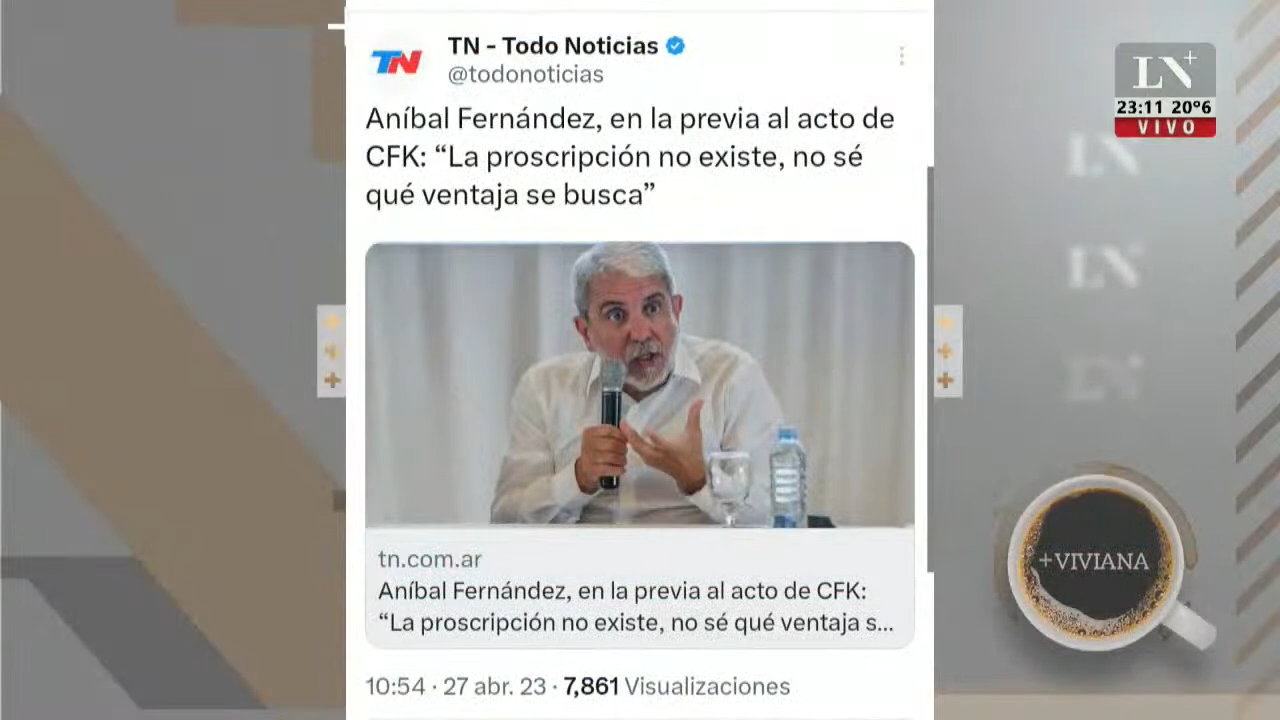 TN
TN - Todo Noticias
@todonoticias
Aníbal Fernández, en la previa al acto de
CFK: “La proscripción no existe, no sé
qué ventaja se busca”
tn.com.ar
Aníbal Fernández, en la previa al acto de CFK:
“La proscripción no existe, no sé qué ventaja s...
10:54 · 27 abr. 23 · 7,861 Visualizaciones
LN+
23:11 20°6
VIVO
LN
LN
LN
+VIVIANA